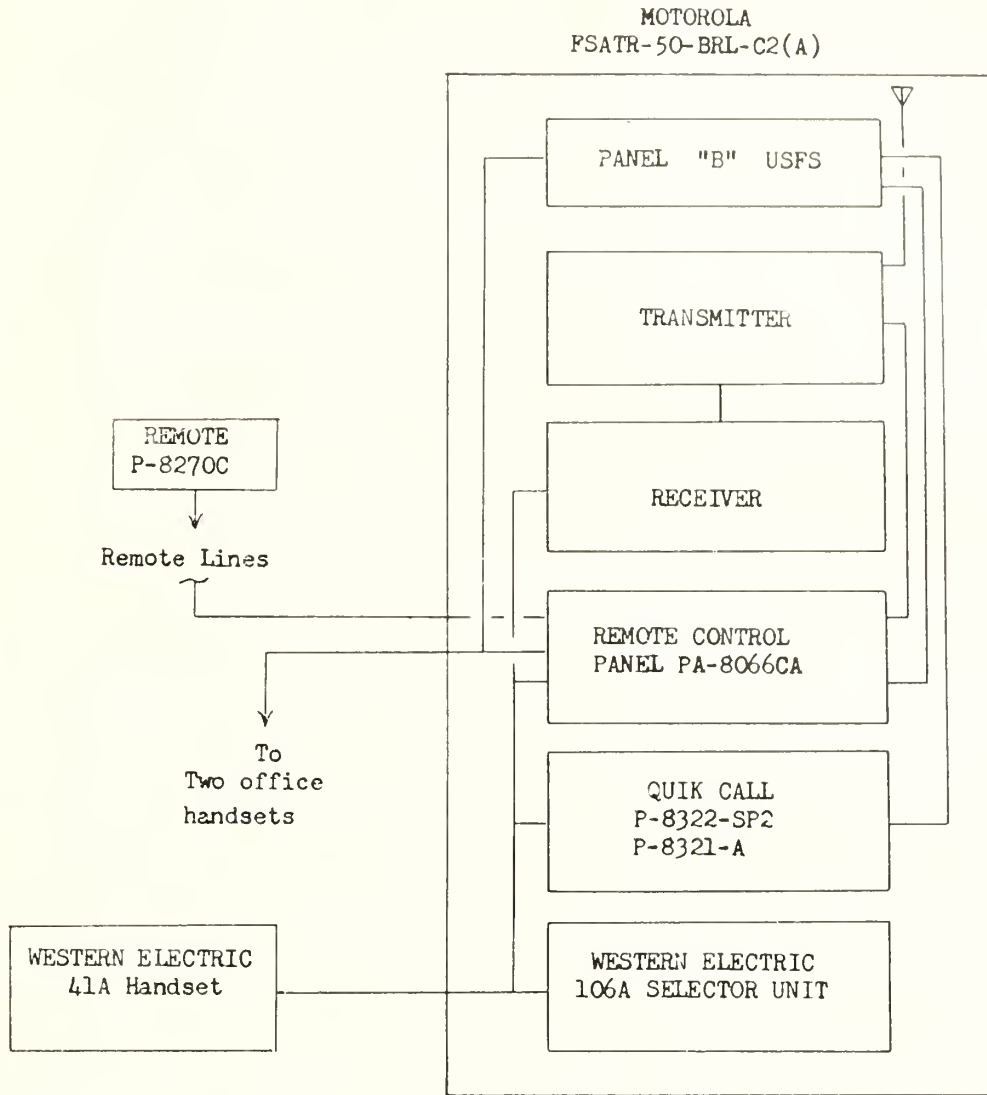 MOTOROLA
FSATR-50-BRL-C2(A)
PANEL "B" USFS
TRANSMITTER
REMOTE
P-8270C
RECEIVER
Remote Lines
REMOTE CONTROL
PANEL PA-8066CA
To
Two office
handsets
QUIK CALL
P-8322-SP2
P-8321-A
WESTERN ELECTRIC
41A Handset
WESTERN ELECTRIC
106A SELECTOR UNIT